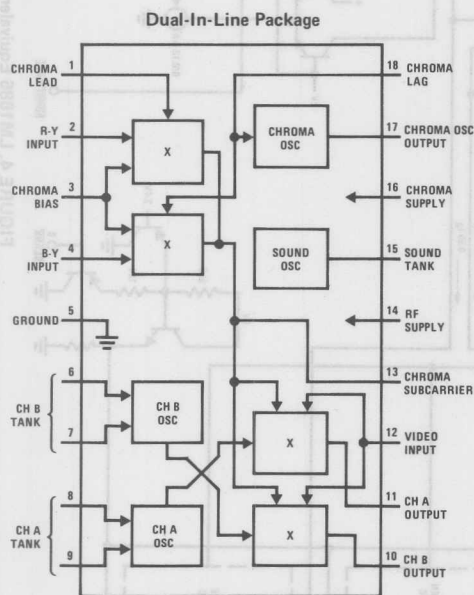 Dual-In-Line Package
CHROMA
LEAD
1
R-Y
INPUT
2
CHROMA
BIAS
3
B-Y
INPUT
4
GROUND
5
CH B
TANK
6
7
CH A
TANK
8
9
X
X
CHROMA
OSC
SOUND
OSC
CH B
OSC
CH A
OSC
X
X
18 CHROMA
LAG
17 CHROMA OSC
OUTPUT
16 CHROMA
SUPPLY
15 SOUND
TANK
14 RF
SUPPLY
13 CHROMA
SUBCARRIER
12 VIDEO
INPUT
11 CH A
OUTPUT
10 CH B
OUTPUT
FIGURE 4. LM1889